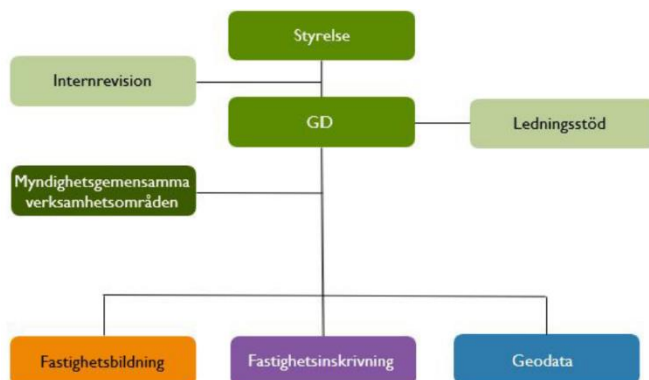 Styrelse
Internrevision
GD
Ledningsstöd
Myndighetsgemensamma
verksamhetsområden
Fastighetsbildning
Fastighetsinskrivning
Geodata